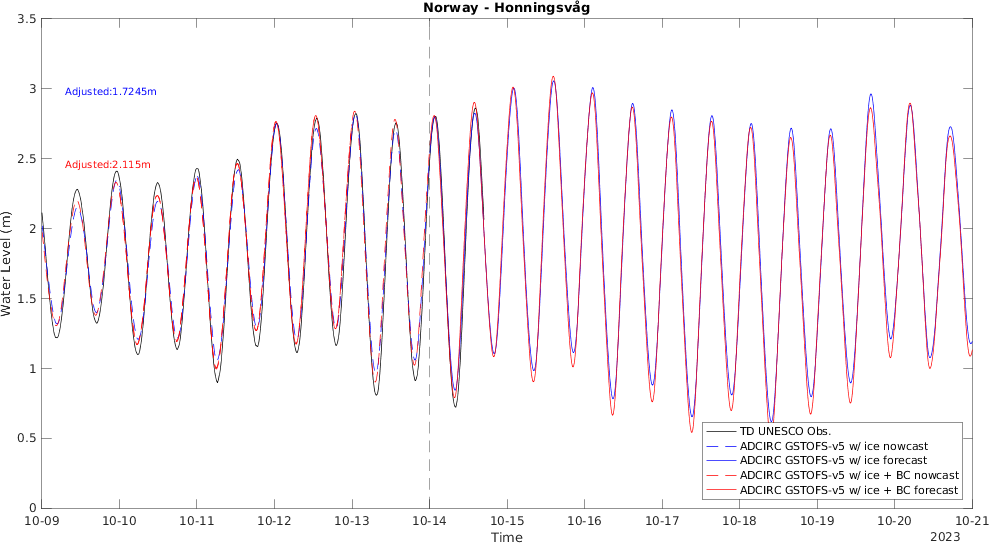 Norway - Honningsvåg
3.5
3
2.5
2
1.5
1
0.5
0
Water Level (m)
Adjusted:1.7245m
Adjusted:2.115m
TD UNESCO Obs.
ADCIRC GSTOFS-v5 w/ ice nowcast
ADCIRC GSTOFS-v5 w/ ice forecast
ADCIRC GSTOFS-v5 w/ ice + BC nowcast
ADCIRC GSTOFS-v5 w/ ice + BC forecast
10-09 10-10 10-11 10-12 10-13 10-14 10-15 10-16 10-17 10-18 10-19 10-20 10-21
Time
2023